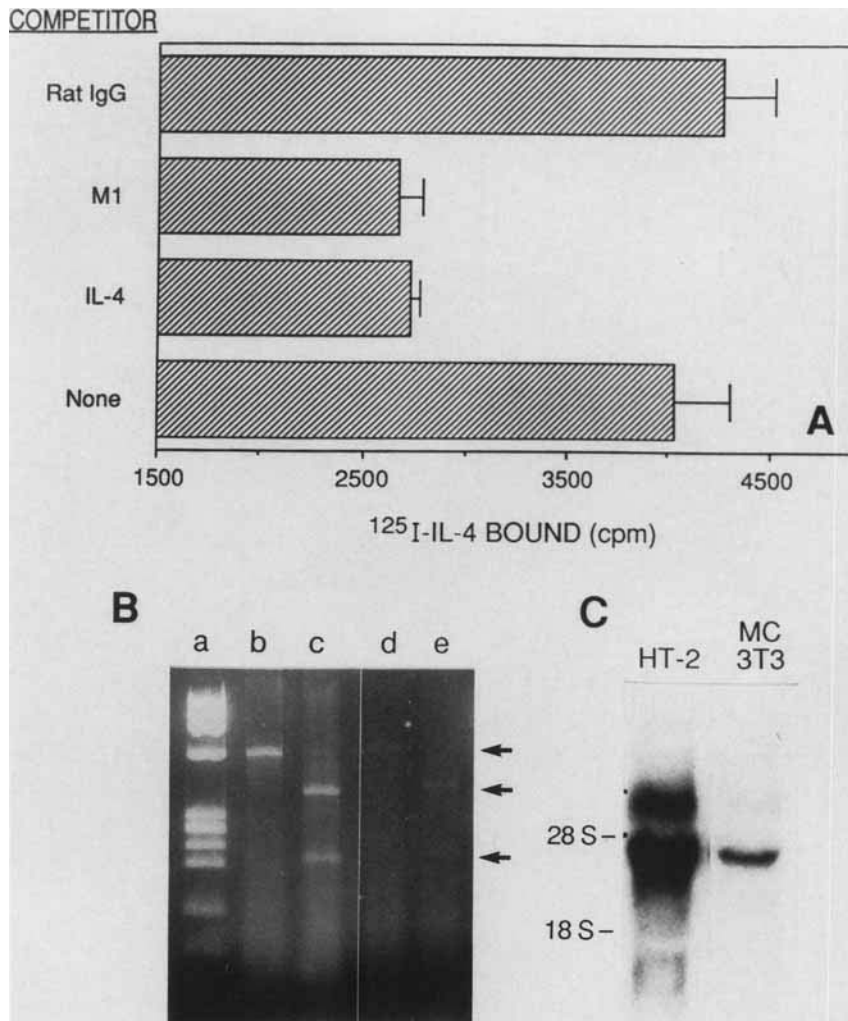 COMPETITOR
Rat IgG
M1
IL-4
None
A
1500 2500 3500 4500
125I-IL-4 BOUND (cpm)
B
a b c d e
C
HT-2 MC 3T3
28 S
18 S